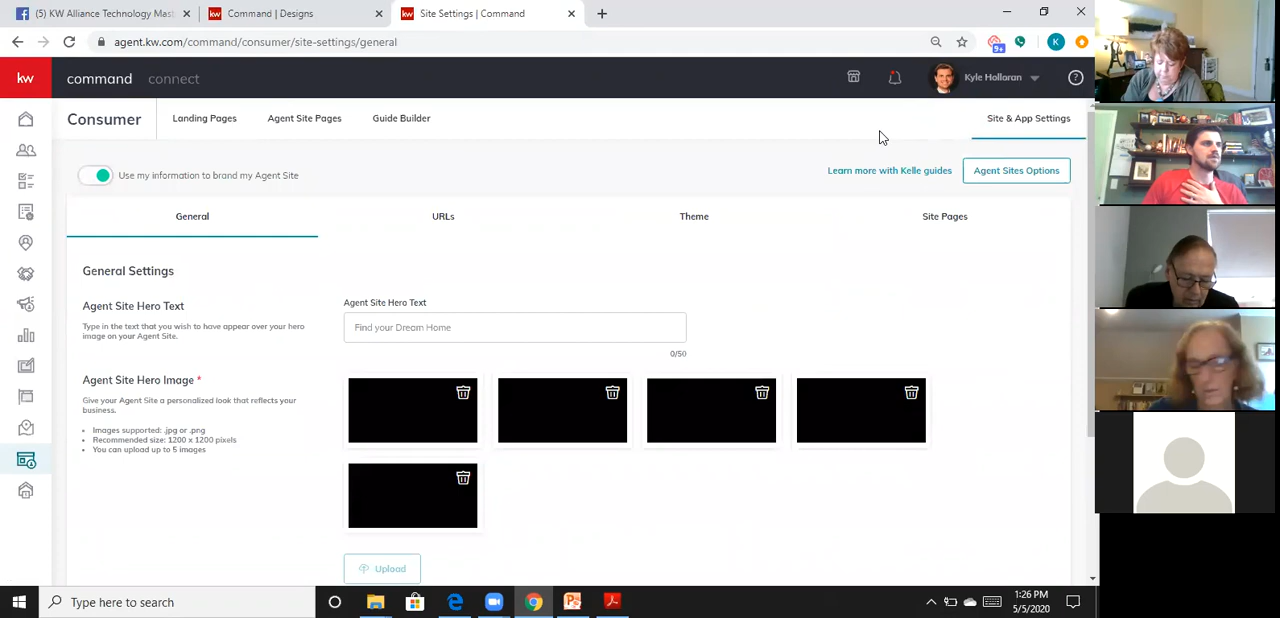 (5) KW Alliance Technology Mast
Command | Designs
Site Settings | Command
agent.kw.com/command/consumer/site-settings/general
9+
K
kw
command
connect
Kyle Holloran
?
Consumer
Landing Pages
Agent Site Pages
Guide Builder
Site & App Settings
Use my information to brand my Agent Site
Learn more with Kelle guides
Agent Sites Options
General
URLs
Theme
Site Pages
General Settings
Agent Site Hero Text
Type in the text that you wish to have appear over your hero
image on your Agent Site.
Agent Site Hero Text
Find your Dream Home
0/50
Agent Site Hero Image *
Give your Agent Site a personalized look that reflects your
business.
Images supported: .jpg or .png
Recommended size: 1200 x 1200 pixels
You can upload up to 5 images
Upload
Type here to search
1:26 PM
5/5/2020